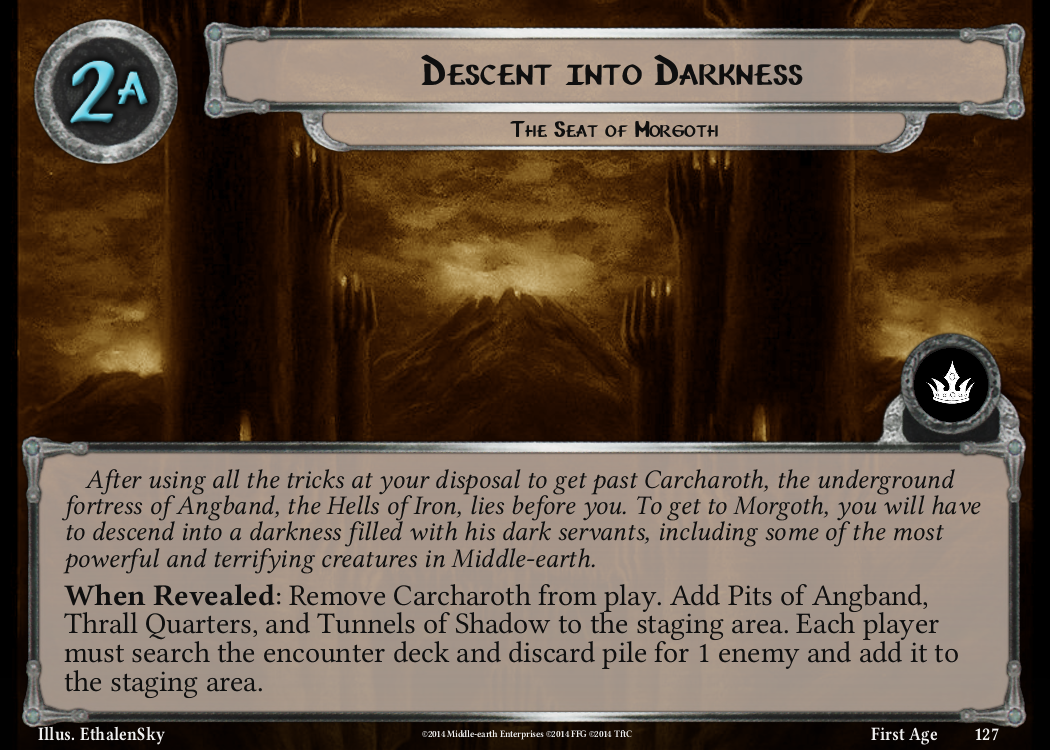 2A
Descent into Darkness
The Seat of Morgoth
After using all the tricks at your disposal to get past Carcharoth, the underground
fortress of Angband, the Hells of Iron, lies before you. To get to Morgoth, you will have
to descend into a darkness filled with his dark servants, including some of the most
powerful and terrifying creatures in Middle-earth.
When Revealed: Remove Carcharoth from play. Add Pits of Angband,
Thrall Quarters, and Tunnels of Shadow to the staging area. Each player
must search the encounter deck and discard pile for 1 enemy and add it to
the staging area.
Illus. EthalenSky
©2014 Middle-earth Enterprises ©2014 FFG ©2014 TftC
First Age 127